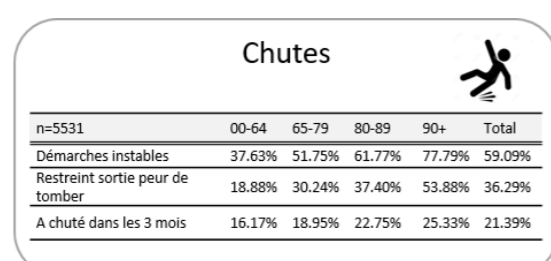 Chutes
n=5531 00-64 65-79 80-89 90+ Total
Démarches instables 37.63% 51.75% 61.77% 77.79% 59.09%
Restreint sortie peur de
tomber 18.88% 30.24% 37.40% 53.88% 36.29%
A chuté dans les 3 mois 16.17% 18.95% 22.75% 25.33% 21.39%